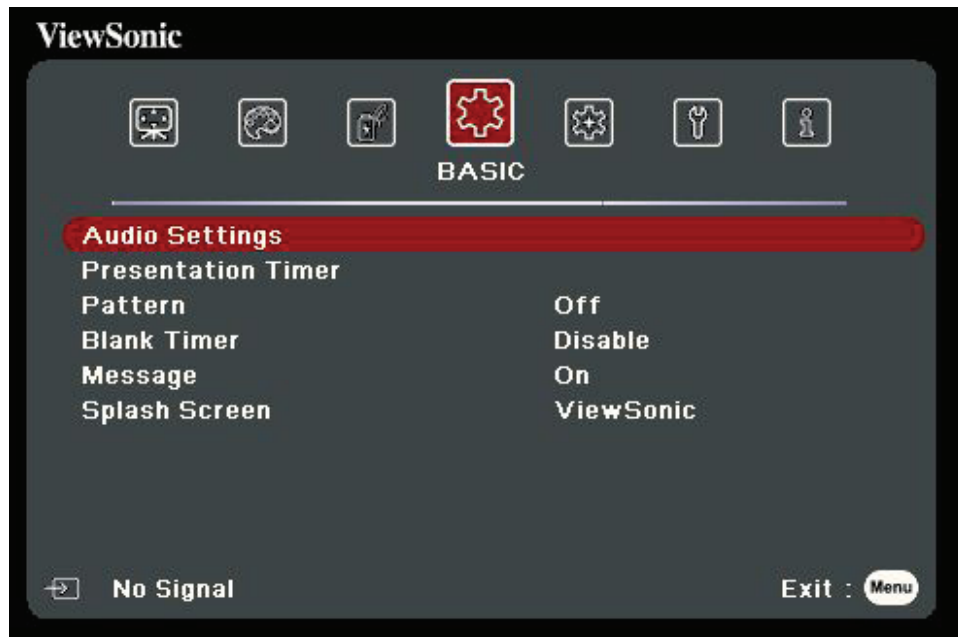 ViewSonic
BASIC
Audio Settings
Presentation Timer
Pattern Off
Blank Timer Disable
Message On
Splash Screen ViewSonic
No Signal Exit : Menu